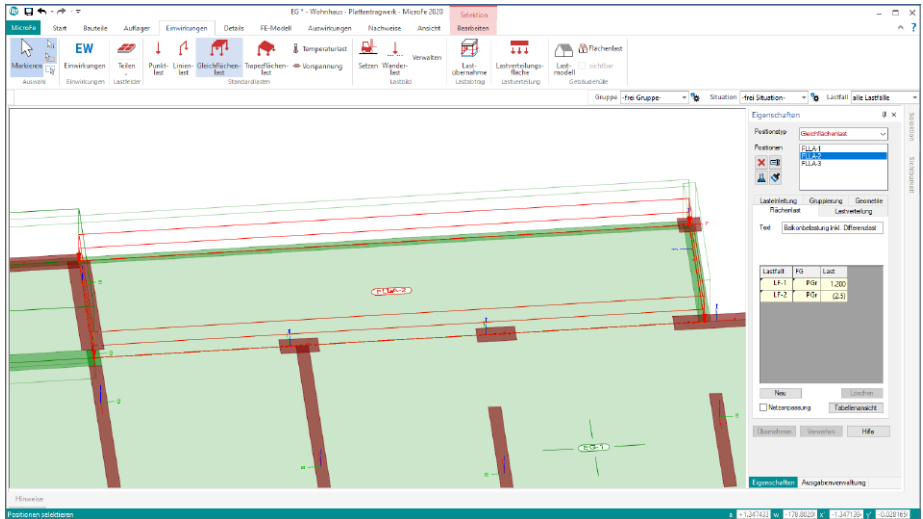 EG * - Wohnhaus - Plattentragwerk - MicroFe 2020
Selektion
MicroFe Start Bauteile Auflager Einwirkungen Details FE-Modell Auswirkungen Nachweise Ansicht Bearbeiten
Markieren
EW
Einwirkungen
Teilen
Punkt-
last
Linien-
last
Gleichflächen-
last
Trapezflächen-
last
Temperaturlast
Vorspannung
Setzen
Wander-
last
Verwalten
Last-
übernahme
Lastverteilungs-
fläche
Last-
modell
Flächenlast
sichtbar
Auswahl Einwirkungen Lastfelder Standardlasten Lastbild Lastabtrag Lastverteilung Gebäudehülle
Gruppe -frei Gruppe- Situation -frei Situation- Lastfall alle Lastfälle
Eigenschaften
Positionstyp Gleichflächenlast
Positionen FLLA-1
FLLA-2
FLLA-3
Lasteinleitung Gruppierung Geometrie
Flächenlast Lastverteilung
Text Balkonbelastung inkl. Differenzlast
Lastfall FG Last
LF-1 PGr 1.200
LF-2 PGr (2.5)
Neu Löschen
Netzanpassung Tabellenansicht
Übernehmen Verwerfen Hilfe
Eigenschaften Ausgabenverwaltung
Selektion
Sichtbarkeit
FLLA-2
EG-1
Hinweise
Positionen selektieren